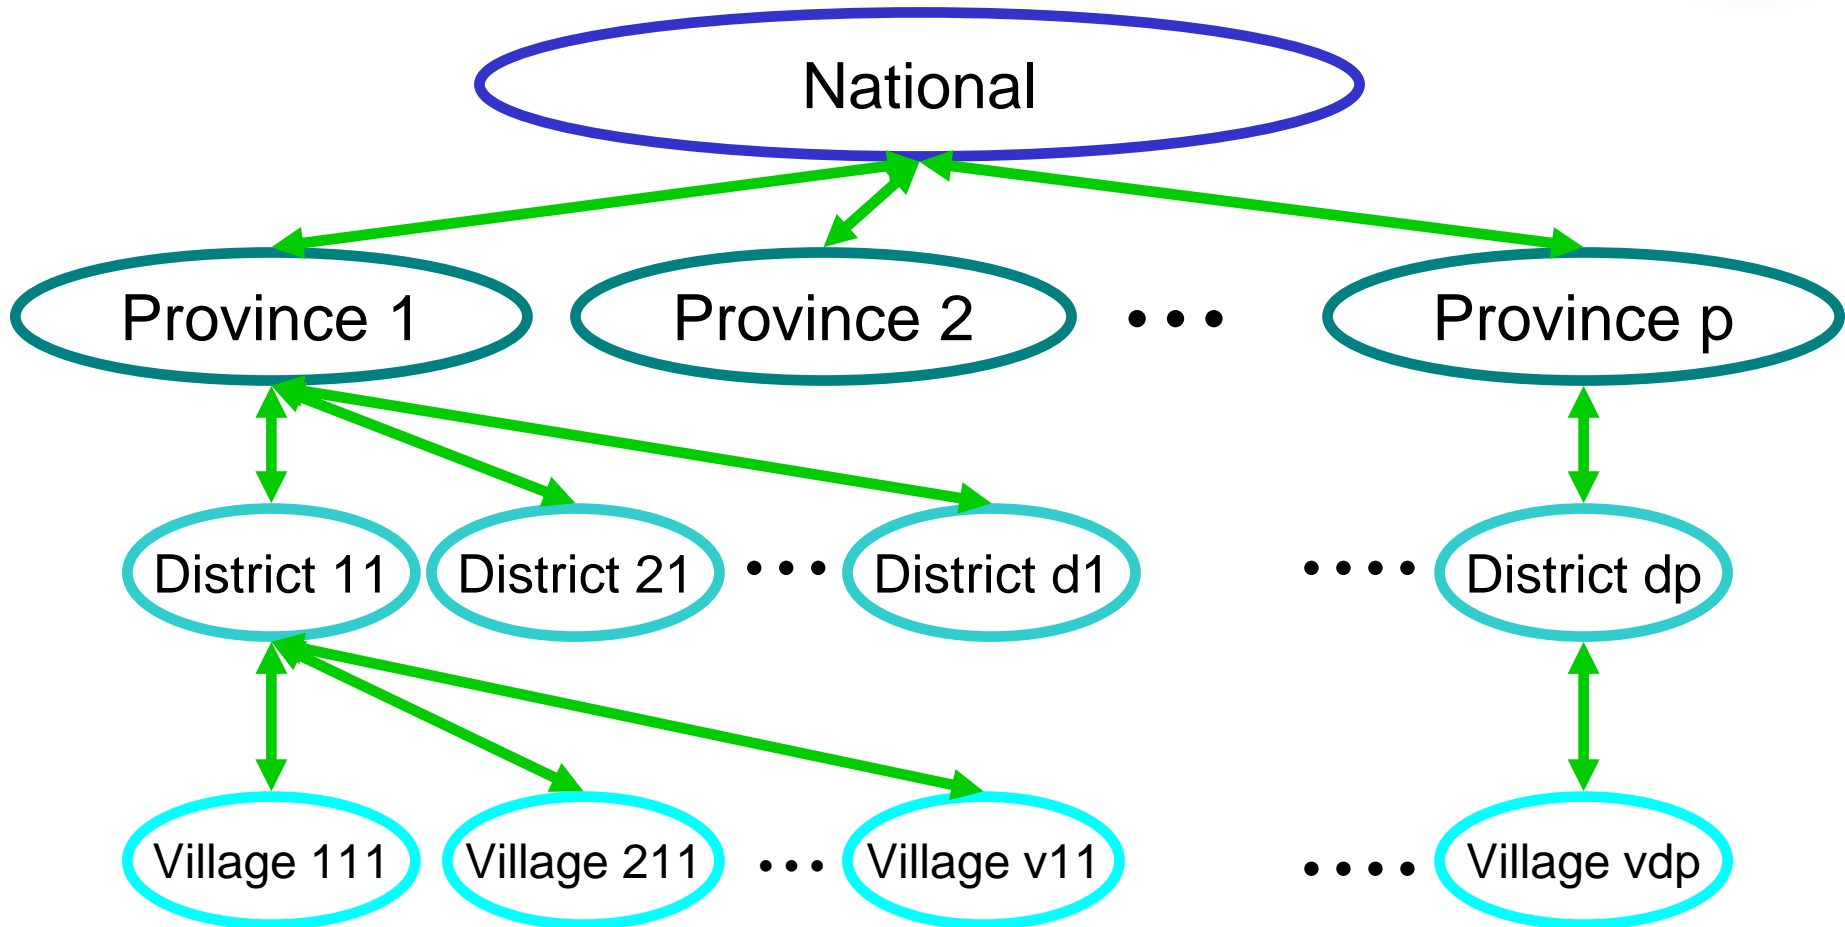 National
Province 1
Province 2
• • •
Province p
District 11
District 21
• • •
District d1
• • • •
District dp
Village 111
Village 211
• • •
Village v11
• • • •
Village vdp